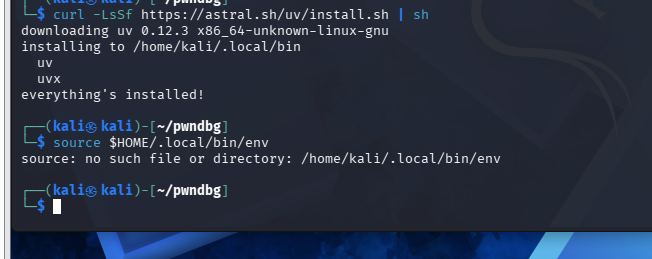 └─$ curl -LsSf https://astral.sh/uv/install.sh | sh
downloading uv 0.12.3 x86_64-unknown-linux-gnu
installing to /home/kali/.local/bin
  uv
  uvx
everything's installed!
┌──(kali㉿kali)-[~/pwndbg]
└─$ source $HOME/.local/bin/env
source: no such file or directory: /home/kali/.local/bin/env
┌──(kali㉿kali)-[~/pwndbg]
└─$